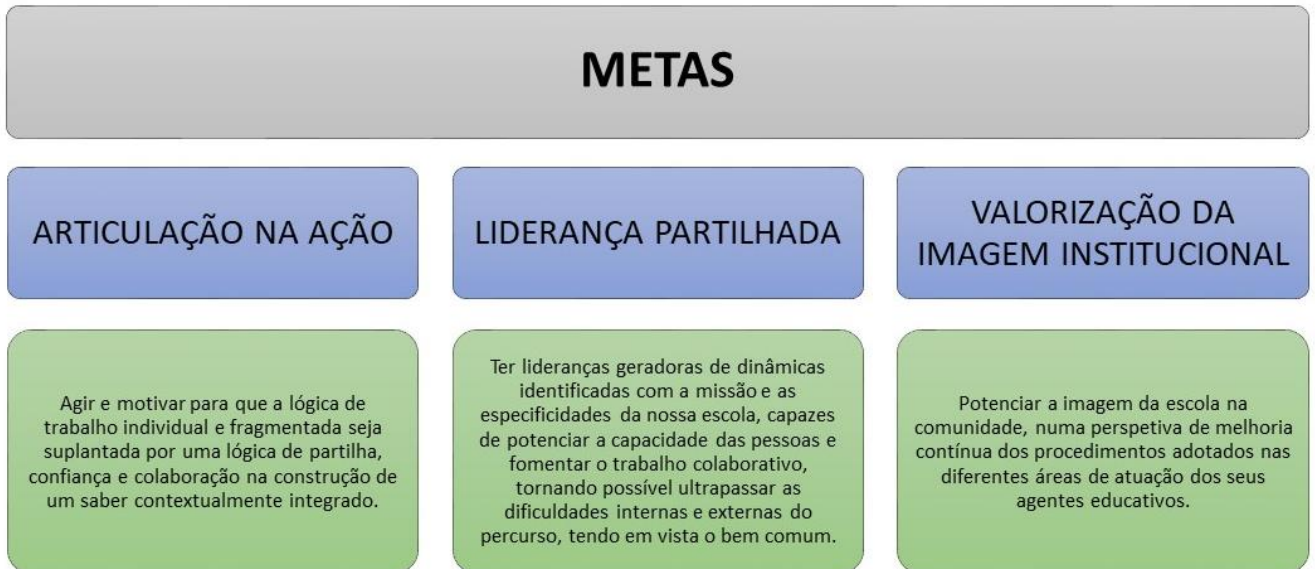 METAS
ARTICULAÇÃO NA AÇÃO
Agir e motivar para que a lógica de
trabalho individual e fragmentada seja
suplantada por uma lógica de partilha,
confiança e colaboração na construção de
um saber contextualmente integrado.
LIDERANÇA PARTILHADA
Ter lideranças geradoras de dinâmicas
identificadas com a missão e as
especificidades da nossa escola, capazes
de potenciar a capacidade das pessoas e
fomentar o trabalho colaborativo,
tornando possível ultrapassar as
dificuldades internas e externas do
percurso, tendo em vista o bem comum.
VALORIZAÇÃO DA
IMAGEM INSTITUCIONAL
Potenciar a imagem da escola na
comunidade, numa perspetiva de melhoria
contínua dos procedimentos adotados nas
diferentes áreas de atuação dos seus
agentes educativos.